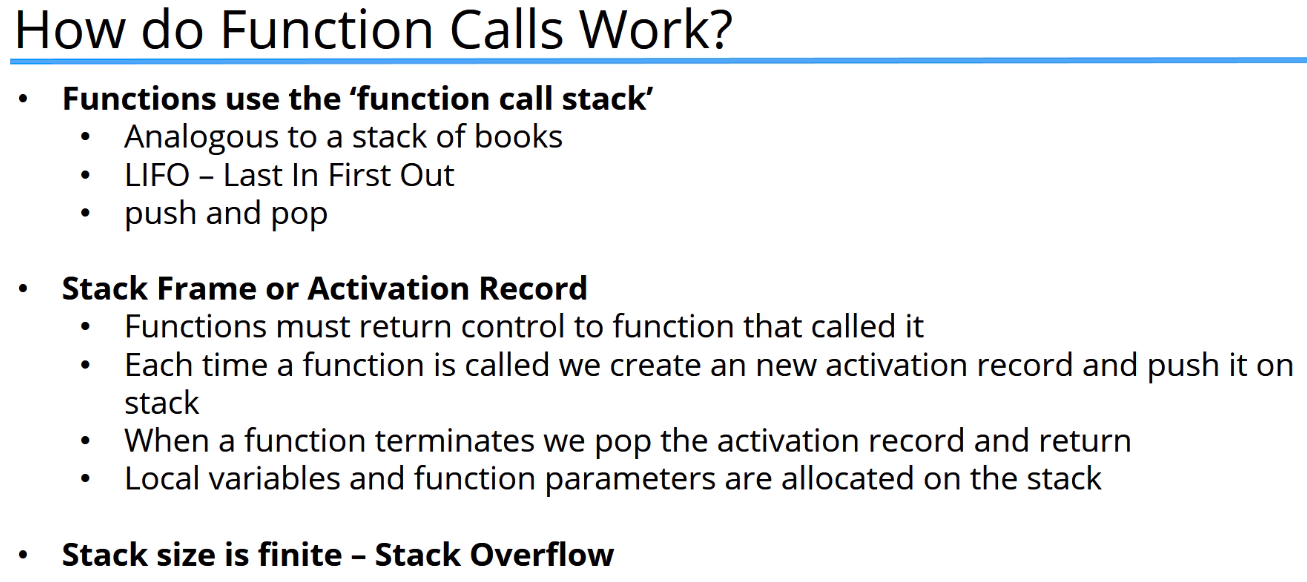 How do Function Calls Work?
• Functions use the ‘function call stack’
• Analogous to a stack of books
• LIFO – Last In First Out
• push and pop
• Stack Frame or Activation Record
• Functions must return control to function that called it
• Each time a function is called we create an new activation record and push it on
stack
• When a function terminates we pop the activation record and return
• Local variables and function parameters are allocated on the stack
• Stack size is finite – Stack Overflow